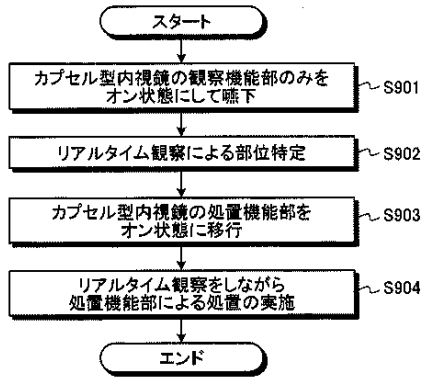 スタート
カプセル型内視鏡の観察機能部のみを
オン状態にして嚥下
S901
リアルタイム観察による部位特定
S902
カプセル型内視鏡の処置機能部を
オン状態に移行
S903
リアルタイム観察をしながら
処置機能部による処置の実施
S904
エンド